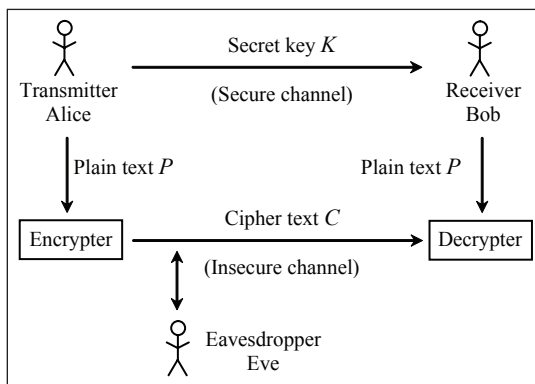 Secret key K
(Secure channel)
Transmitter
Alice
Receiver
Bob
Plain text P
Plain text P
Encrypter
Cipher text C
(Insecure channel)
Decrypter
Eavesdropper
Eve